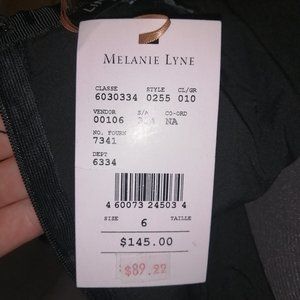 MELANIE LYNE
CLASSE STYLE CL/GR
6030334 0255 010
VENDOR S/A CO-ORD
00106 NA
NO. FOURN
7341
DEPT
6334
4 60073 24503 4
SIZE 6 TAILLE
$145.00
$89.99